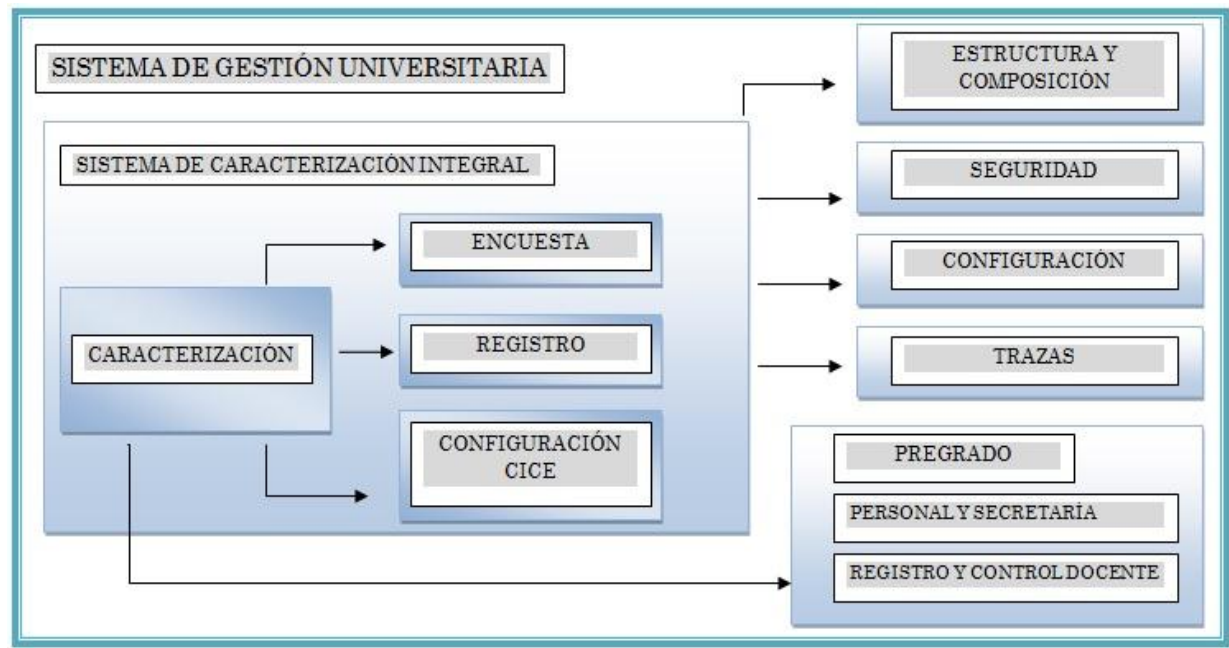 SISTEMA DE GESTIÓN UNIVERSITARIA
SISTEMA DE CARACTERIZACIÓN INTEGRAL
CARACTERIZACIÓN
ENCUESTA
REGISTRO
CONFIGURACIÓN
CICE
ESTRUCTURA Y
COMPOSICIÓN
SEGURIDAD
CONFIGURACIÓN
TRAZAS
PREGRADO
PERSONAL Y SECRETARÍA
REGISTRO Y CONTROL DOCENTE